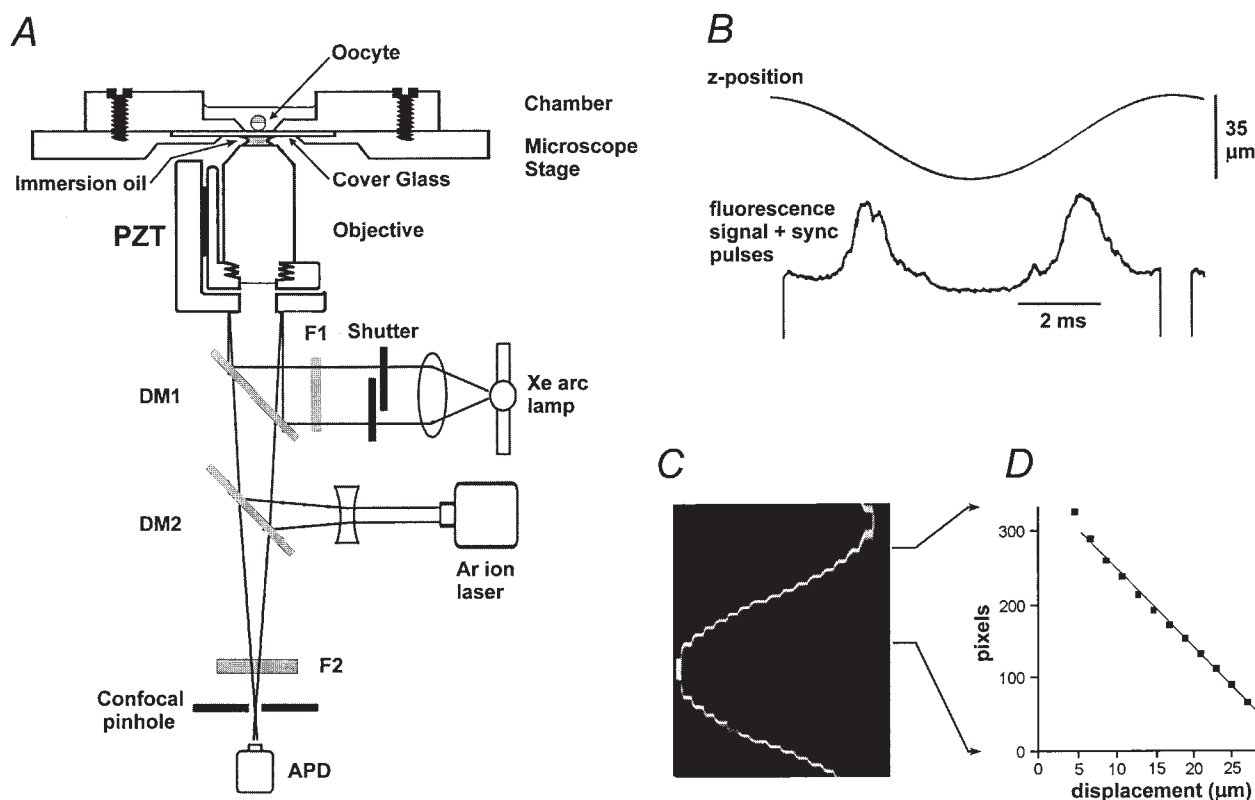 A
Oocyte
Chamber
Microscope
Stage
Immersion oil
Cover Glass
PZT
Objective
F1
Shutter
DM1
Xe arc
lamp
DM2
Ar ion
laser
F2
Confocal
pinhole
APD
B
z-position
35
µm
fluorescence
signal + sync
pulses
2 ms
C
D
300
200
100
0
pixels
0 5 10 15 20 25
displacement (µm)